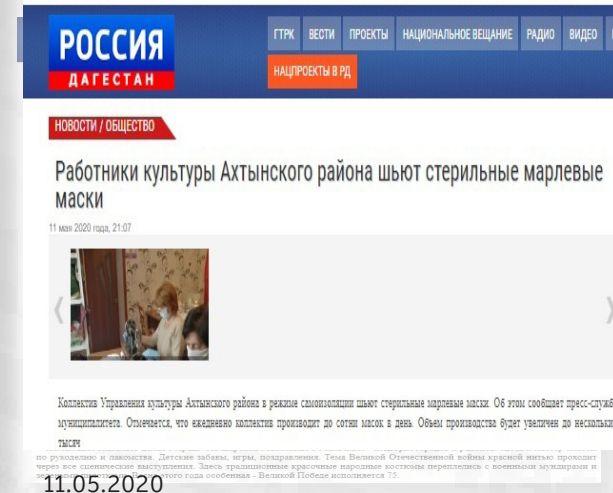 РОССИЯ
ДАГЕСТАН
ГТРК ВЕСТИ ПРОЕКТЫ НАЦИОНАЛЬНОЕ ВЕЩАНИЕ РАДИО ВИДЕО
НАЦПРОЕКТЫ В РД
НОВОСТИ / ОБЩЕСТВО
Работники культуры Ахтынского района шьют стерильные марлевые
маски
11 мая 2020 года, 21:07
Коллектив Управления культуры Ахтынского района в режиме самоизоляции шьют стерильные марлевые маски. Об этом сообщает пресс-служб
муниципалитета. Отмечается, что ежедневно коллектив производит до сотни масок в день. Объем производства будет увеличен до нескольки
тысяч
по рукоделию и лакомства. Детские забавы, игры, поздравления. Тема Великой Отечественной войны красной нитью проходит
через все сценические выступления. Здесь традиционные красочные народные костюмы переплелись с военными мундирами и
того года особенная - Великой Победе исполняется 75.
11.05.2020